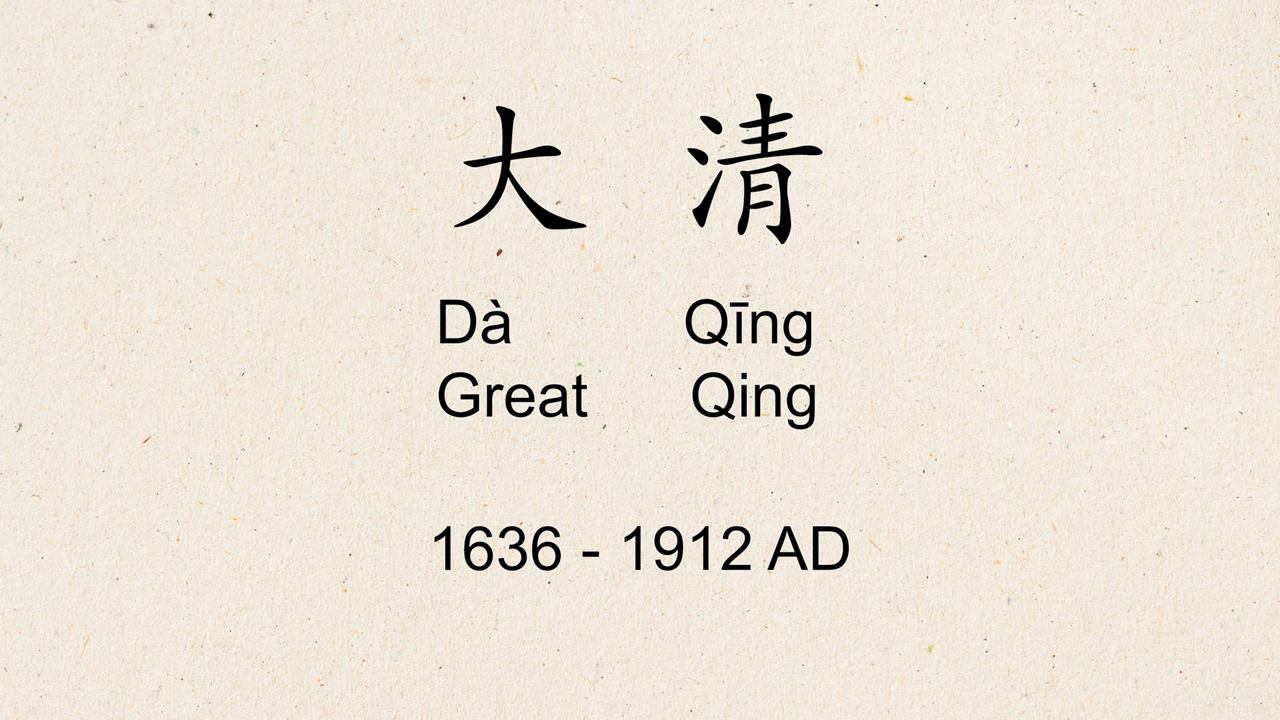 大 清
Dà Qīng
Great Qing
1636 - 1912 AD